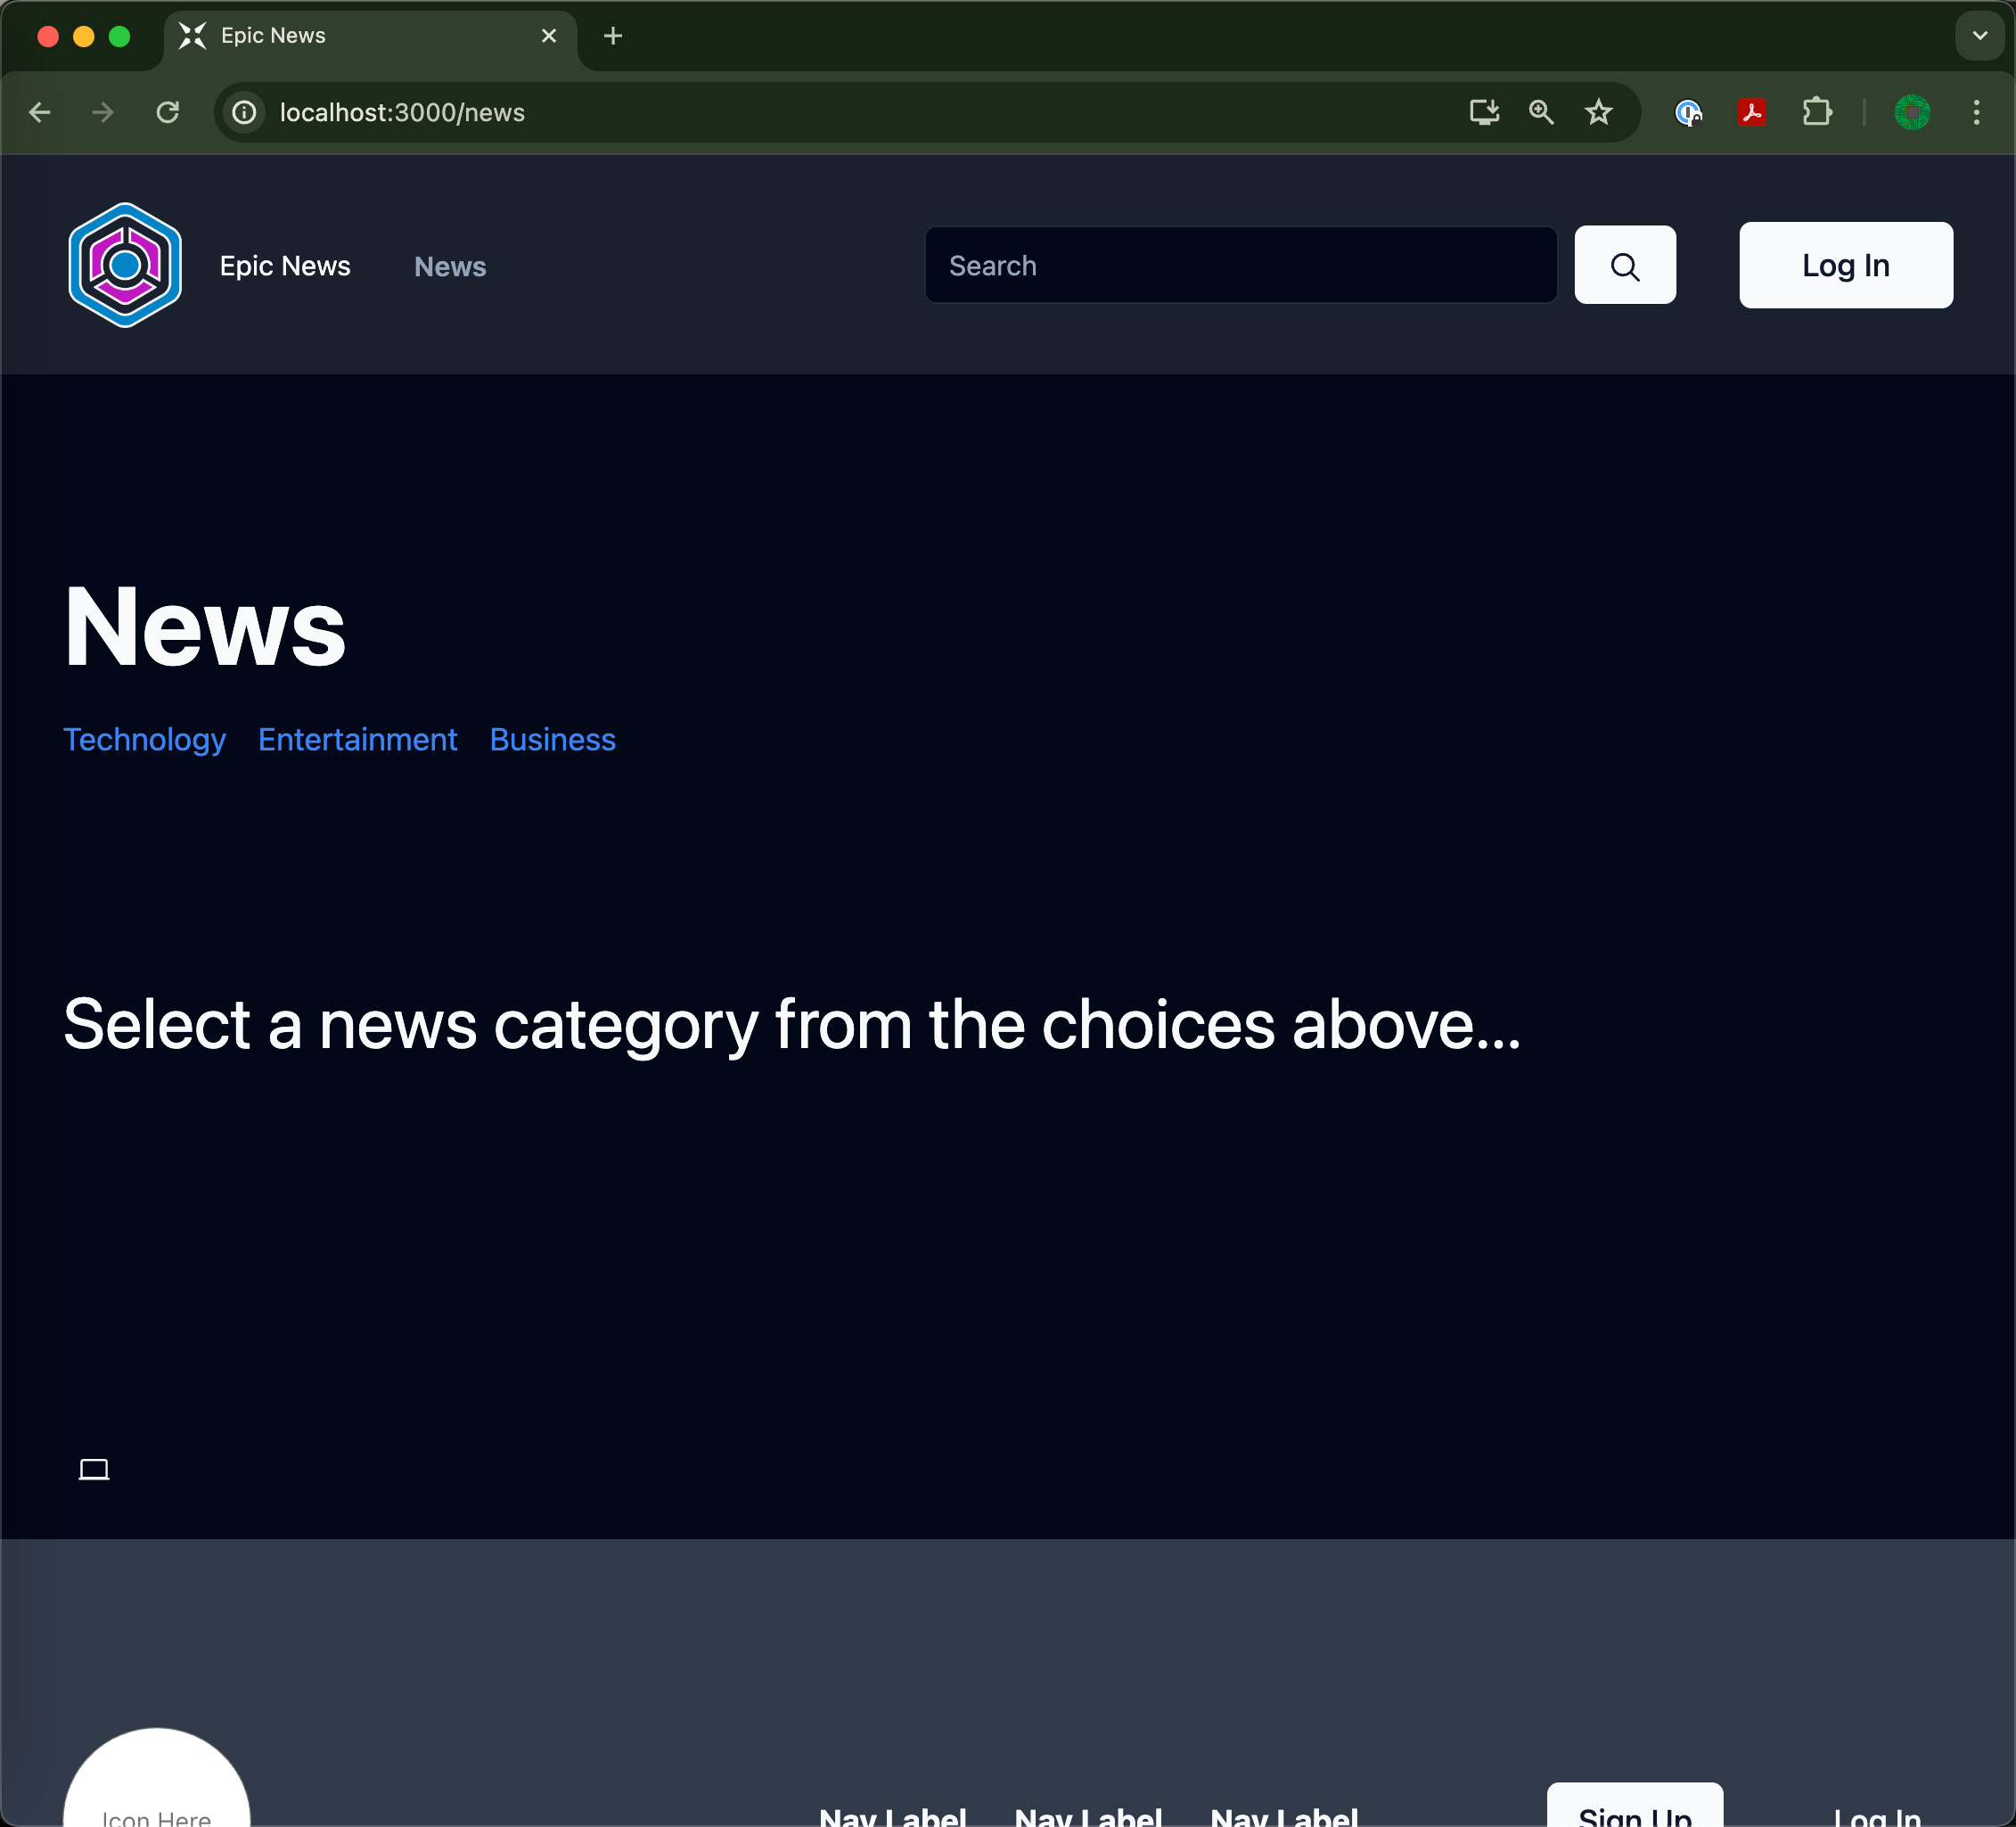 Epic News
localhost:3000/news
Epic News News Search Log In
News
Technology Entertainment Business
Select a news category from the choices above...
Icon Here Nav Label Nav Label Nav Label Sign Up Log In